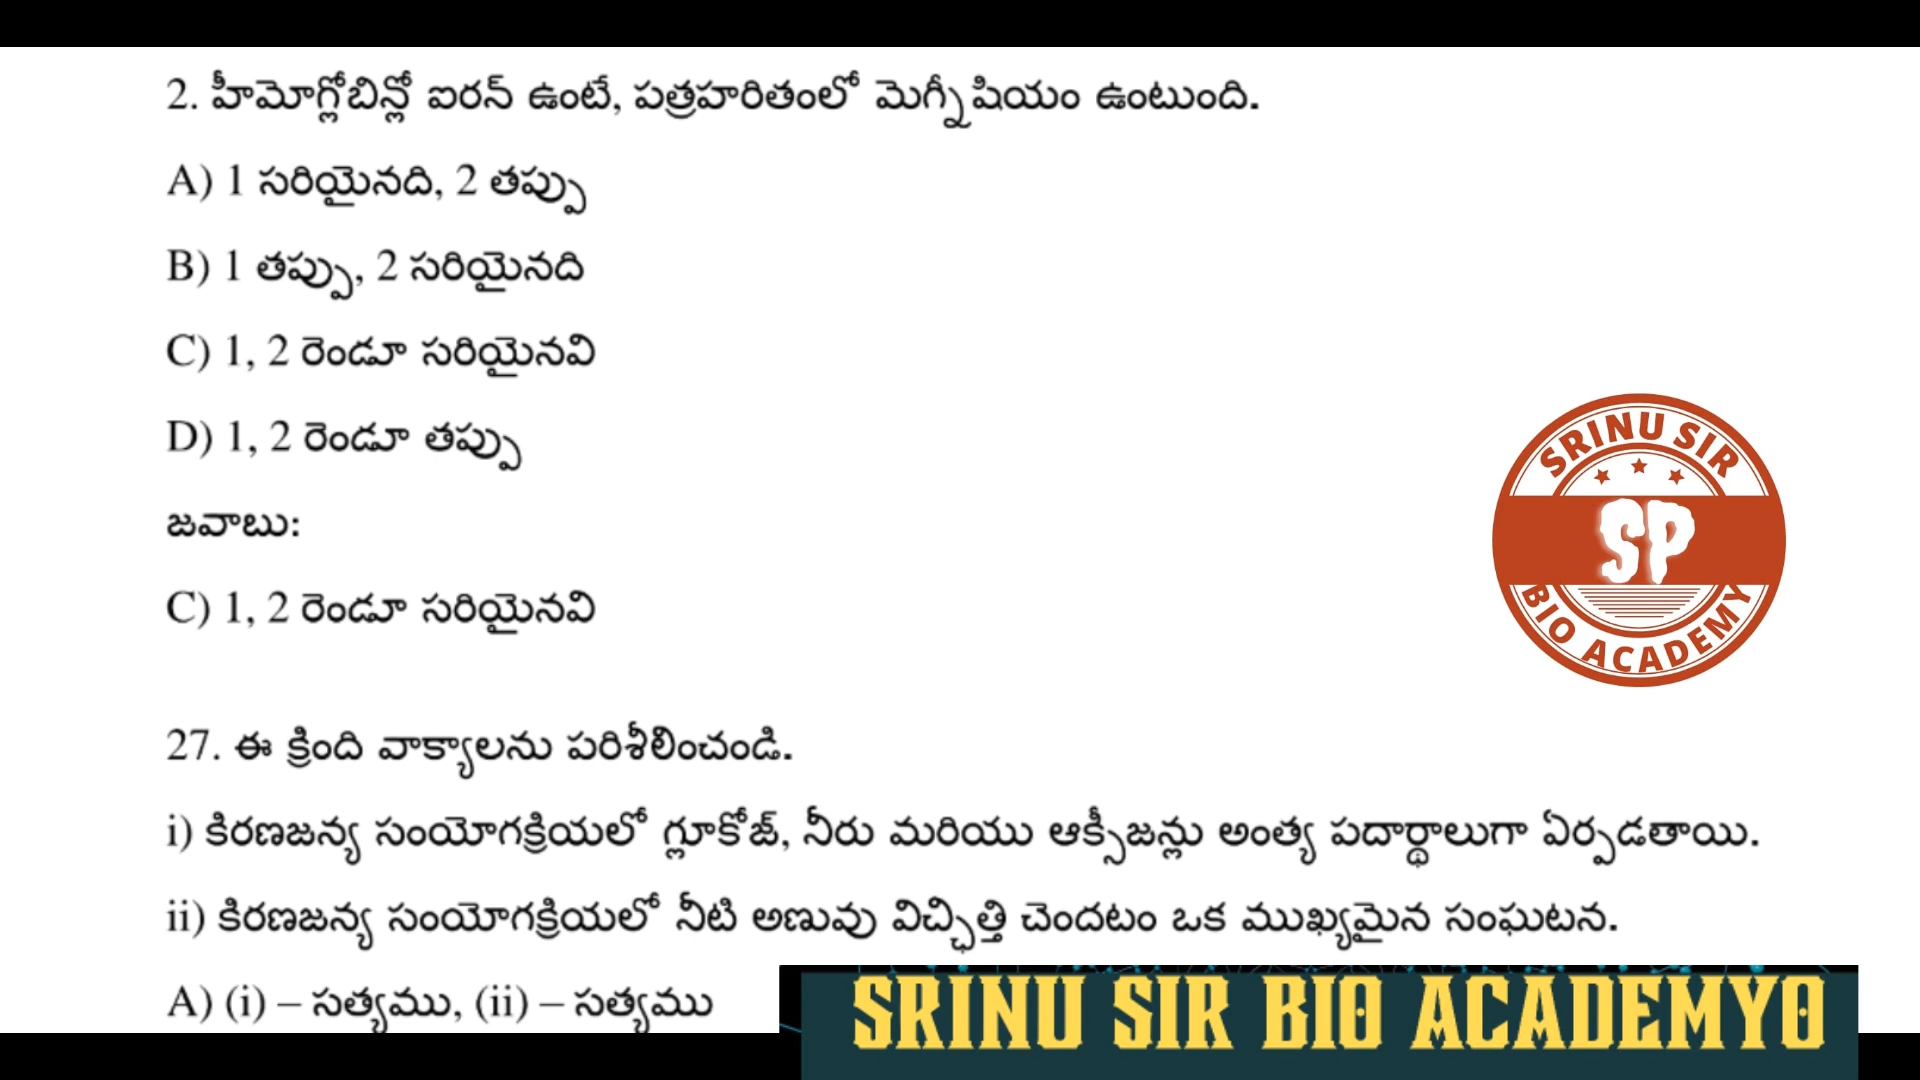 2. హీమోగ్లోబిన్లో ఐరన్ ఉంటే, పత్రహరితంలో మెగ్నీషియం ఉంటుంది.
A) 1 సరియైనది, 2 తప్పు
B) 1 తప్పు, 2 సరియైనది
C) 1, 2 రెండూ సరియైనవి
D) 1, 2 రెండూ తప్పు
జవాబు:
C) 1, 2 రెండూ సరియైనవి
SRINU SIR
SP
BIO ACADEMY
27. ఈ క్రింది వాక్యాలను పరిశీలించండి.
i) కిరణజన్య సంయోగక్రియలో గ్లూకోజ్, నీరు మరియు ఆక్సీజన్లు అంత్య పదార్థాలుగా ఏర్పడతాయి.
ii) కిరణజన్య సంయోగక్రియలో నీటి అణువు విచ్ఛిత్తి చెందటం ఒక ముఖ్యమైన సంఘటన.
A) (i) – సత్యము, (ii) – సత్యము
SRINU SIR BIO ACADEMYO